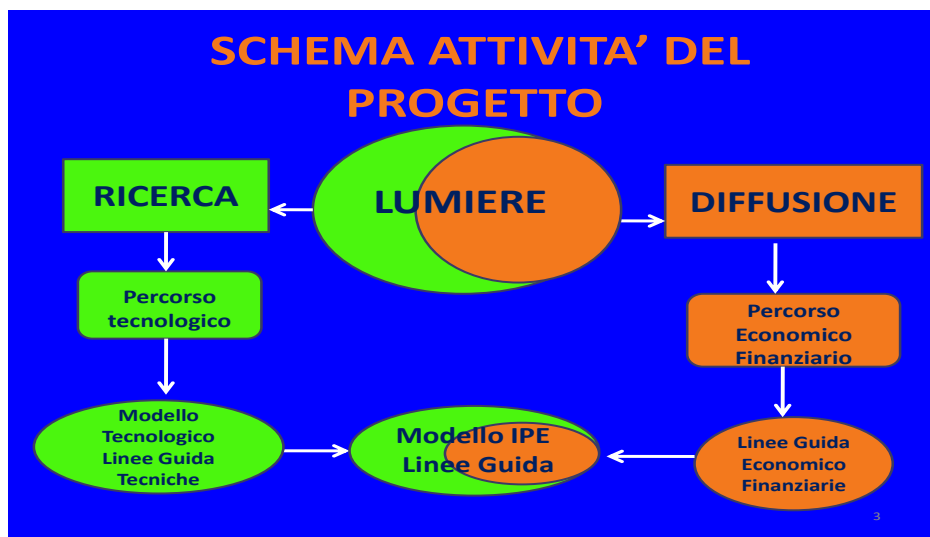 SCHEMA ATTIVITA’ DEL
PROGETTO
RICERCA
LUMIERE
DIFFUSIONE
Percorso
tecnologico
Percorso
Economico
Finanziario
Modello
Tecnologico
Linee Guida
Tecniche
Modello IPE
Linee Guida
Linee Guida
Economico
Finanziarie
3